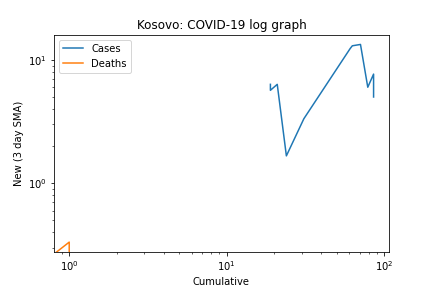 Kosovo: COVID-19 log graph
Cases
Deaths
New (3 day SMA)
10¹
10⁰
10⁰ 10¹ 10²
Cumulative